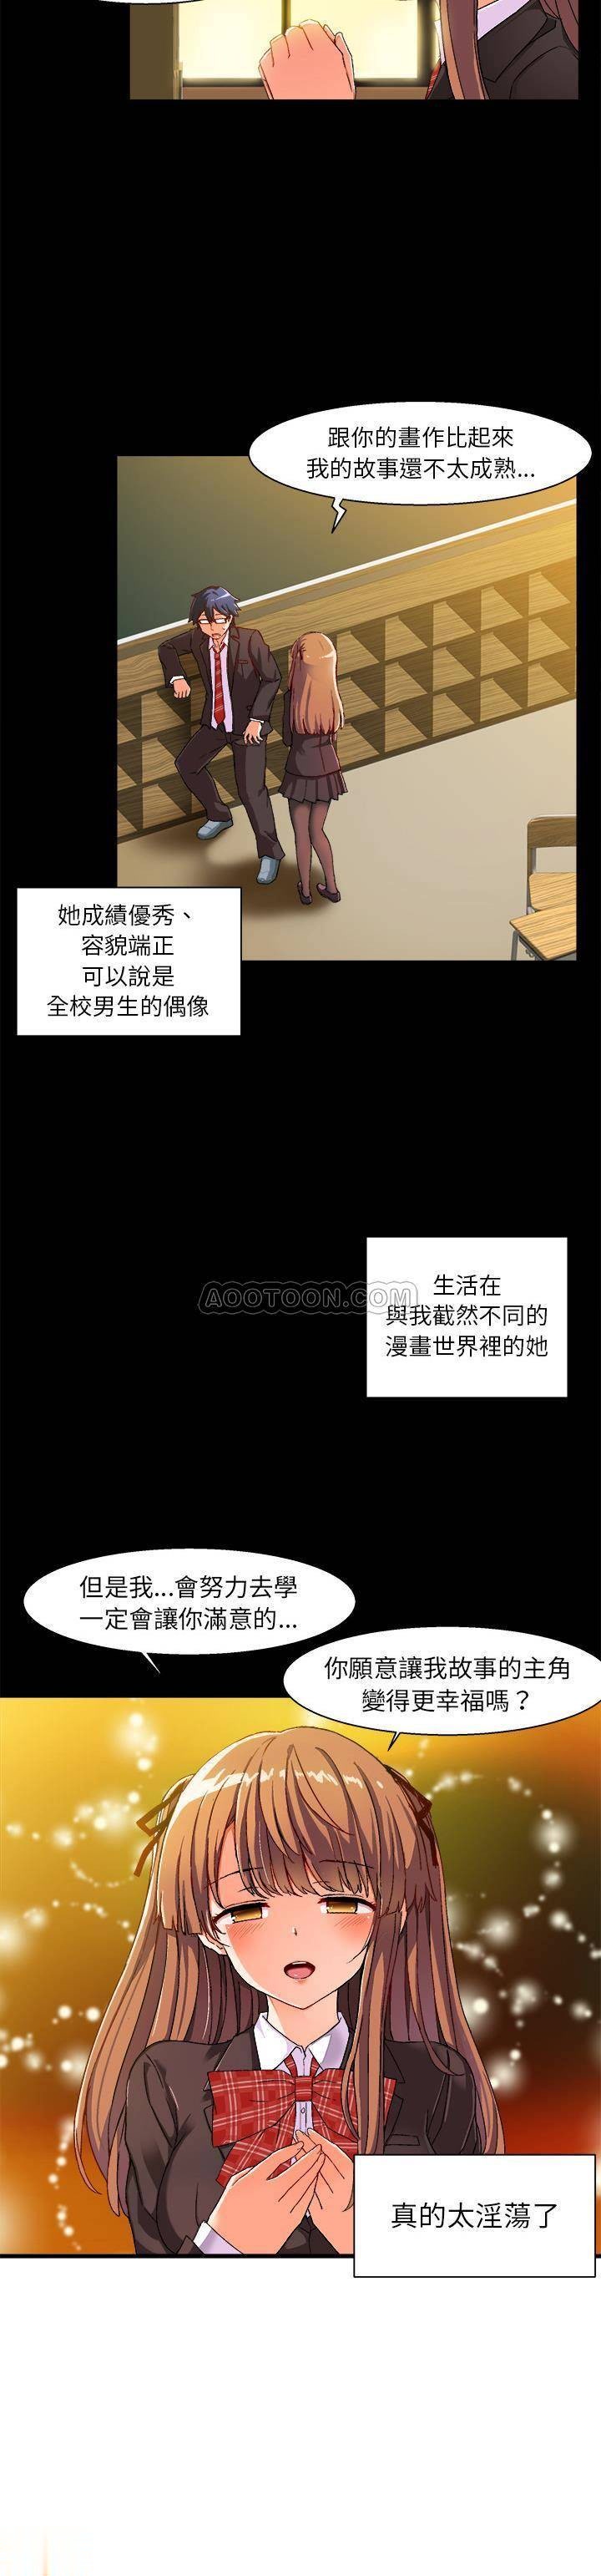 跟你的畫作比起來
我的故事還不太成熟...
她成績優秀、
容貌端正
可以說是
全校男生的偶像
AOOTOON.COM
生活在
與我截然不同的
漫畫世界裡的她
但是我...會努力去學
一定會讓你滿意的...
你願意讓我故事的主角
變得更幸福嗎？
真的太淫蕩了